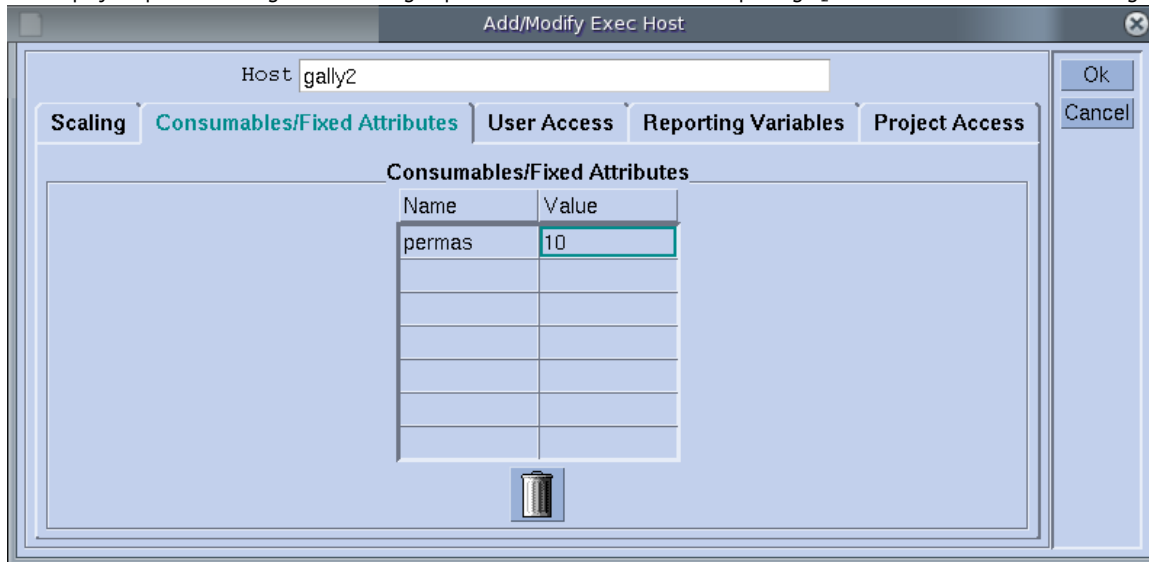 Add/Modify Exec Host
Host gally2
Ok
Cancel
Scaling Consumables/Fixed Attributes User Access Reporting Variables Project Access
Consumables/Fixed Attributes
Name Value
permas 10